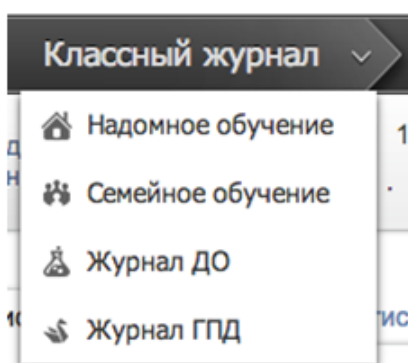 Классный журнал
Надомное обучение
Семейное обучение
Журнал ДО
Журнал ГПД